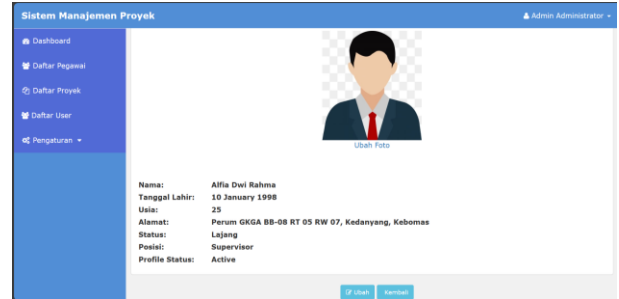 Sistem Manajemen Proyek
Admin Administrator
Dashboard
Daftar Pegawai
Daftar Proyek
Daftar User
Pengaturan
Ubah Foto
Nama: Alfia Dwi Rahma
Tanggal Lahir: 10 January 1998
Usia: 25
Alamat: Perum GKGA BB-08 RT 05 RW 07, Kedanyang, Kebomas
Status: Lajang
Posisi: Supervisor
Profile Status: Active
Ubah Kembali